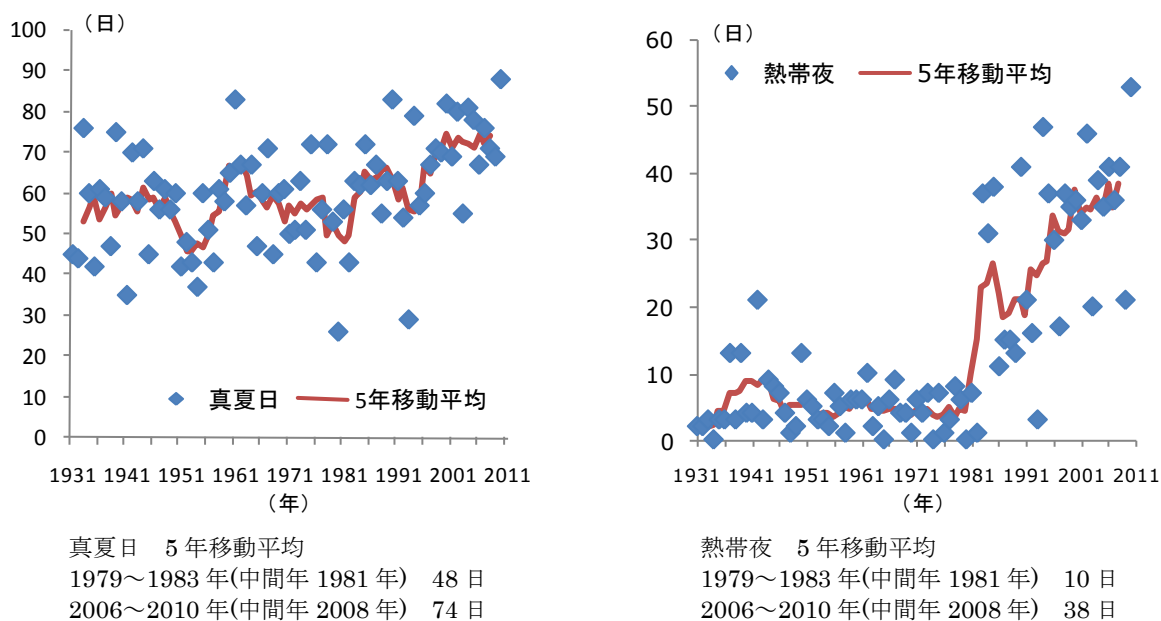 （日）
100
90
80
70
60
50
40
30
20
10
0
真夏日 5年移動平均
1931 1941 1951 1961 1971 1981 1991 2001 2011
（年）
真夏日　5 年移動平均
1979～1983 年(中間年 1981 年)　48 日
2006～2010 年(中間年 2008 年)　74 日
（日）
60
50
40
30
20
10
0
熱帯夜 5年移動平均
1931 1941 1951 1961 1971 1981 1991 2001 2011
（年）
熱帯夜　5 年移動平均
1979～1983 年(中間年 1981 年)　10 日
2006～2010 年(中間年 2008 年)　38 日